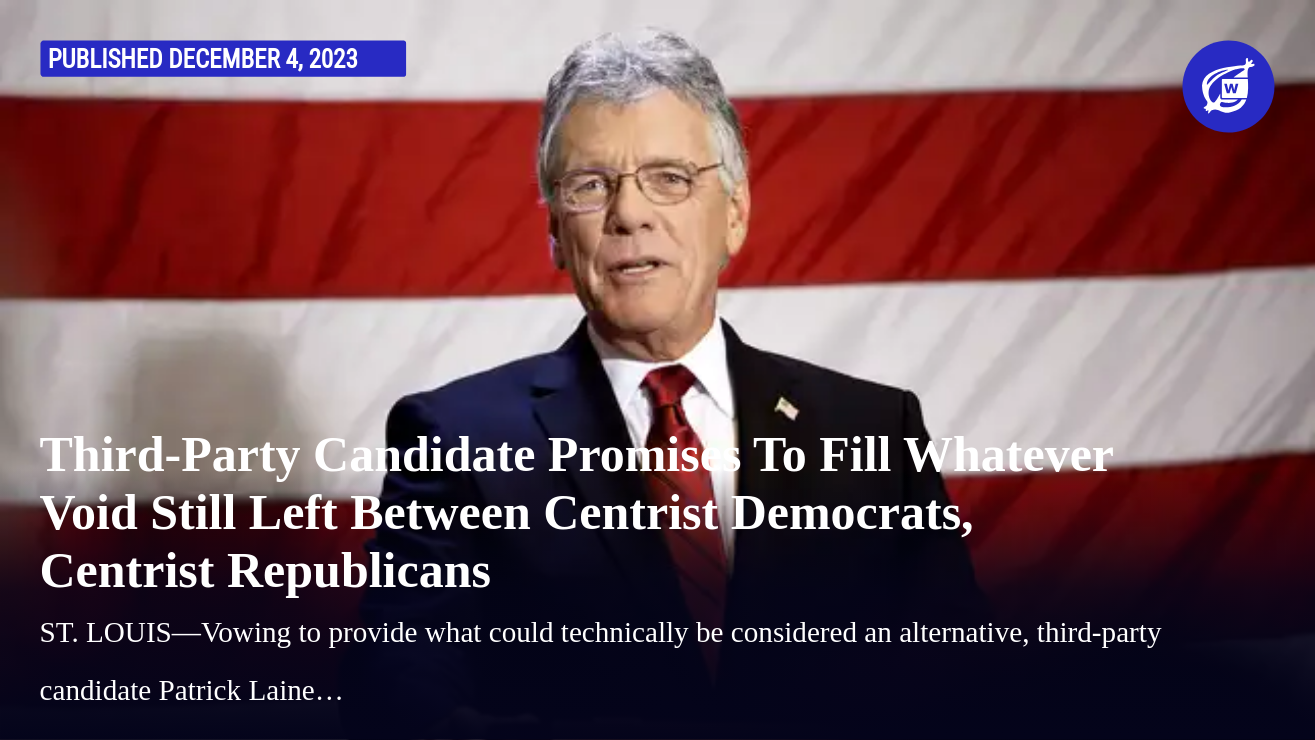 PUBLISHED DECEMBER 4, 2023
W
Third-Party Candidate Promises To Fill Whatever
Void Still Left Between Centrist Democrats,
Centrist Republicans
ST. LOUIS—Vowing to provide what could technically be considered an alternative, third-party
candidate Patrick Laine…